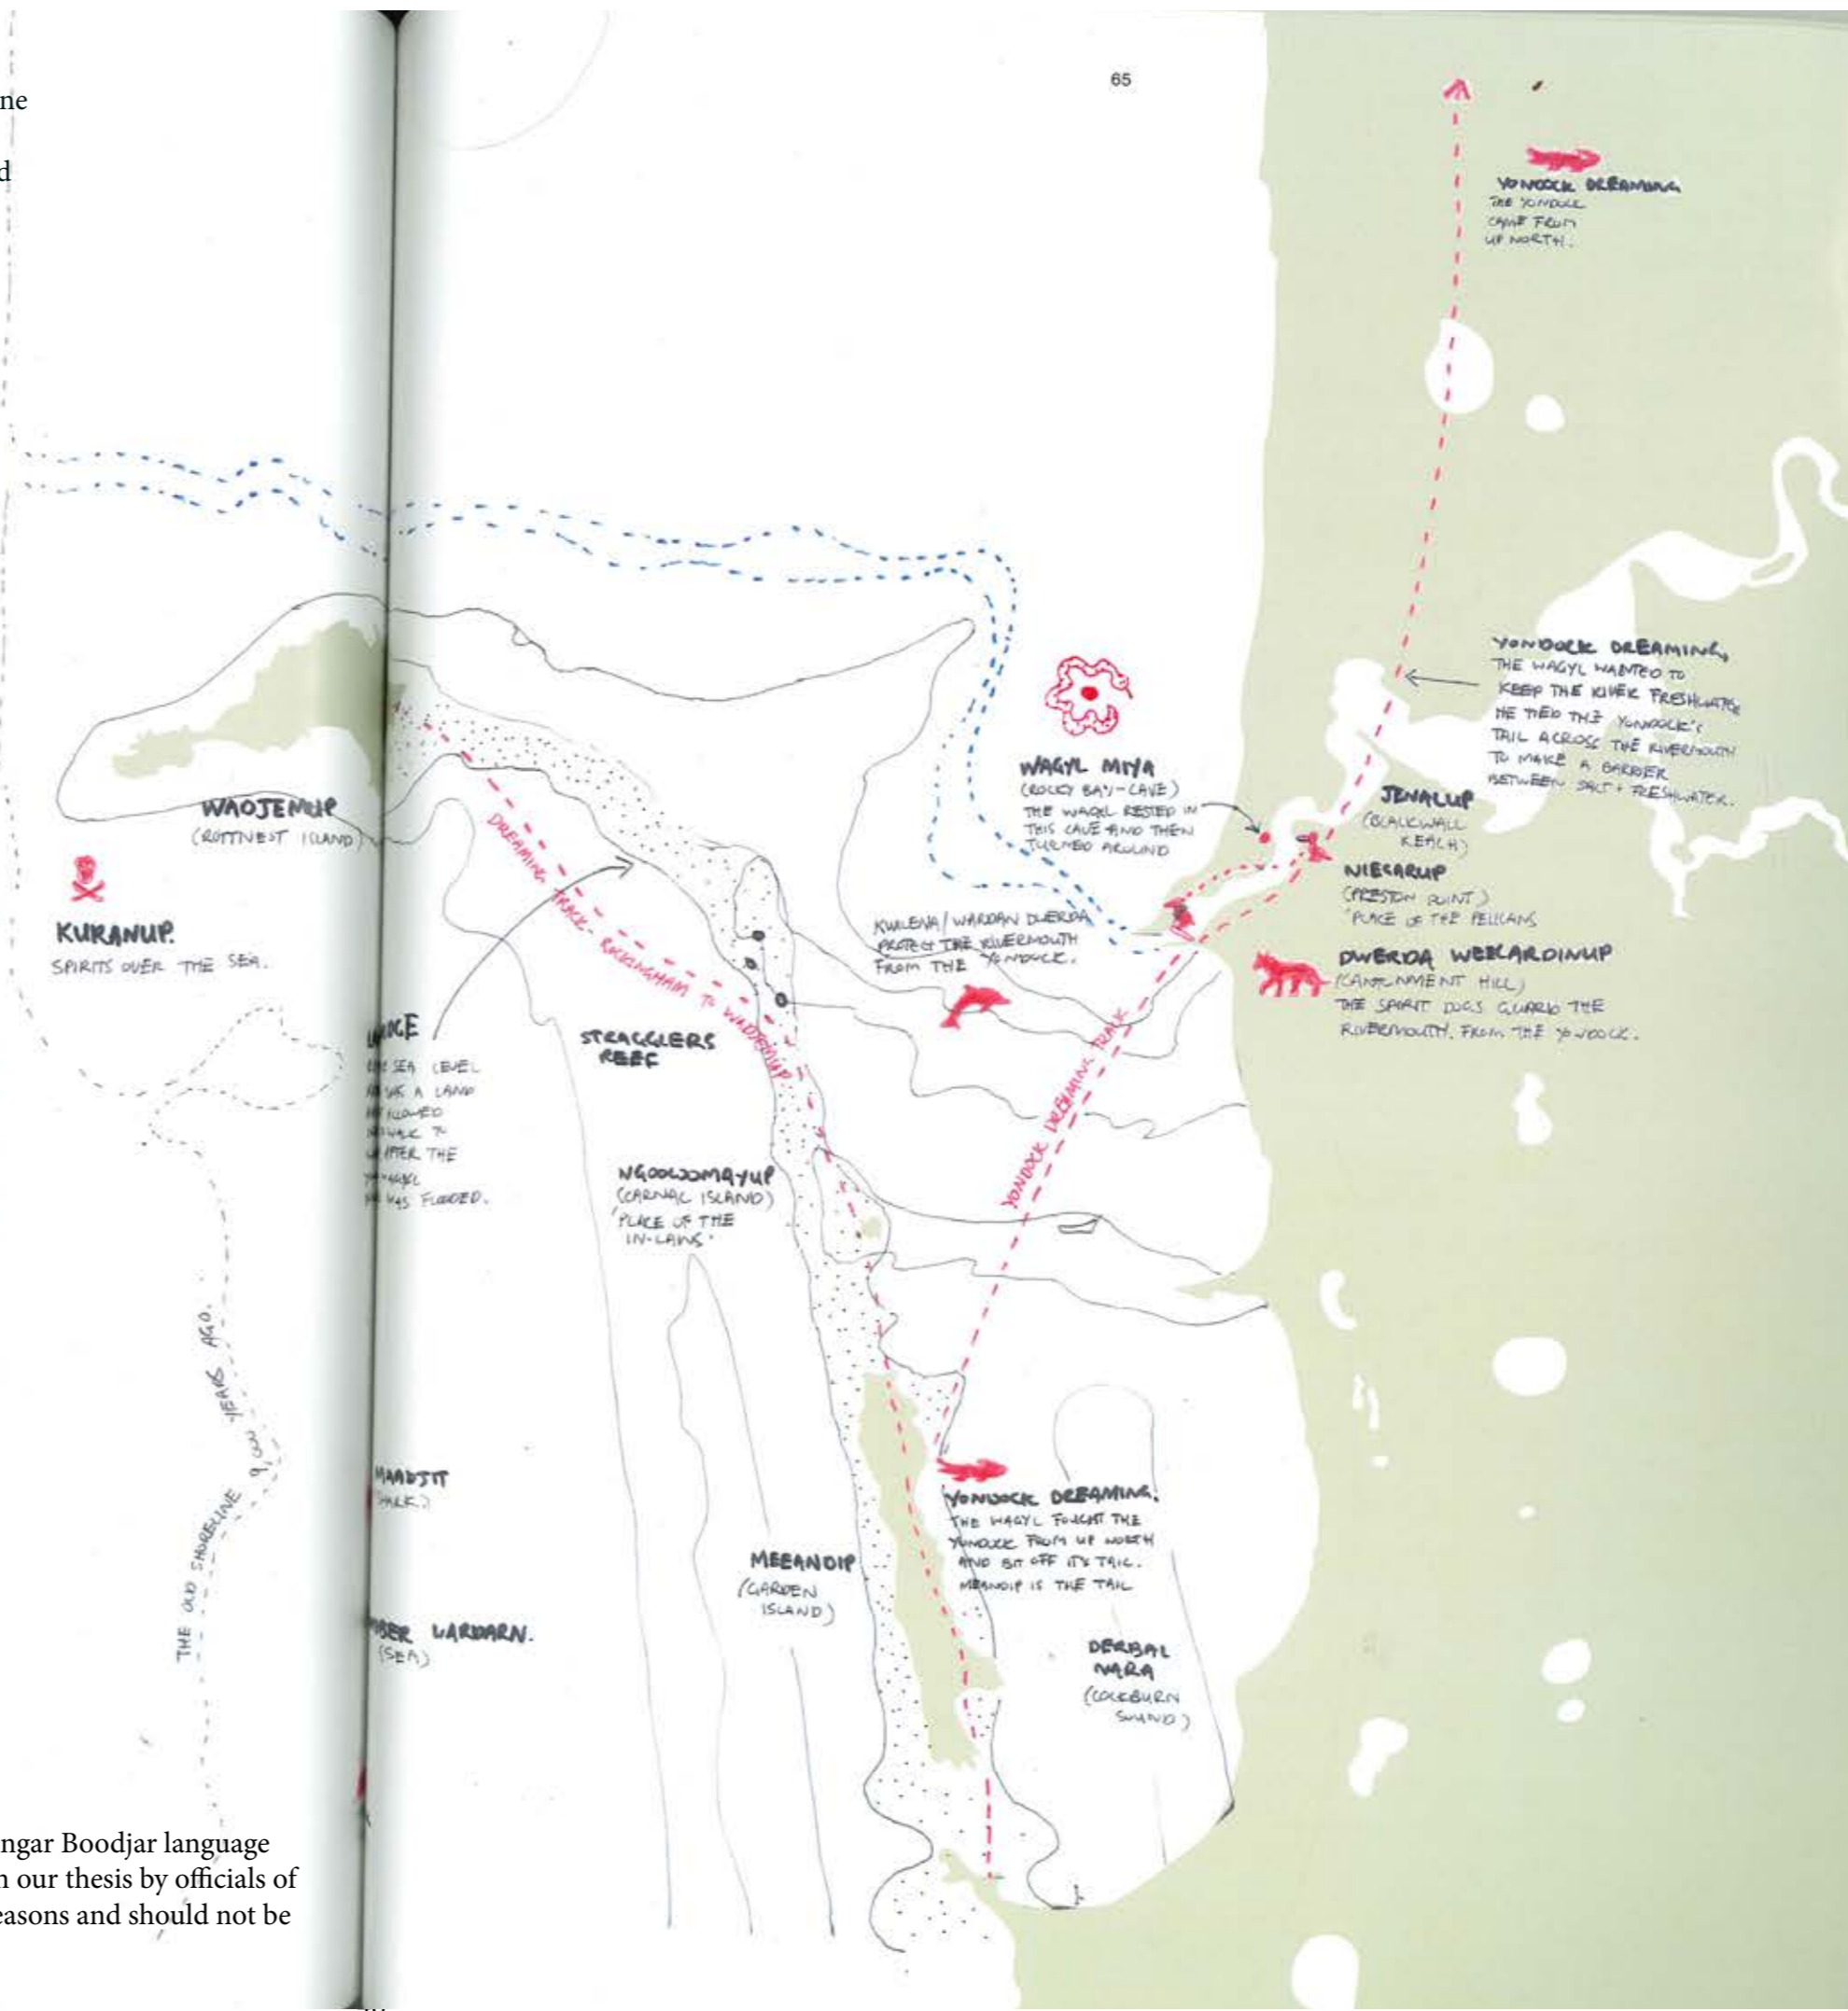 ne
d
65
YONDOCK DREAMING
THE YONDOCK
CAME FROM
UP NORTH.
YONDOCK DREAMING,
THE WAGYL WANTED TO
KEEP THE RIVER FRESHWATER
HE TIED THE YONDOCK'S
TAIL ACROSS THE RIVERMOUTH
TO MAKE A BARRIER
BETWEEN SALT + FRESHWATER.
WAGYL MIYA
(ROCKY BAY - CAVE)
THE WAGYL RESTED IN
THIS CAVE AND THEN
TURNED AROUND
JENALUP
(BLACKWALL
REACH)
NIEGARUP
(PRESTON POINT)
'PLACE OF THE PELICANS
DWERDA WEELARDINUP
(CANTONMENT HILL)
THE SPIRIT DOGS GUARD THE
RIVERMOUTH. FROM THE YONDOCK.
WADJEMUP
(ROTTNEST ISLAND)
KURANUP.
SPIRITS OVER THE SEA.
KWILENA/WARDAN DWERDA
PROTECT THE RIVERMOUTH
FROM THE YONDOCK.
DREAMING TRACK - ROCKINGHAM TO WADJEMUP
YONDOCK DREAMING TRACK
STRAGGLERS
REEF
SEA LEVEL
A LAND
THE
WAS FLOODED.
NGOOLOOMAYUP
(CARNAC ISLAND)
'PLACE OF THE
IN-LAWS'
THE OLD SHORELINE 9,000 YEARS AGO.
MAADJIT
WARDARN.
(SEA)
MEEANDIP
(GARDEN
ISLAND)
YONDOCK DREAMING.
THE WAGYL FOUGHT THE
YONDOCK FROM UP NORTH
AND BIT OFF ITS TAIL.
MEANDIP IS THE TAIL
DERBAL
NARA
(COCKBURN
SOUND)
ngar Boodjar language
n our thesis by officials of
easons and should not be